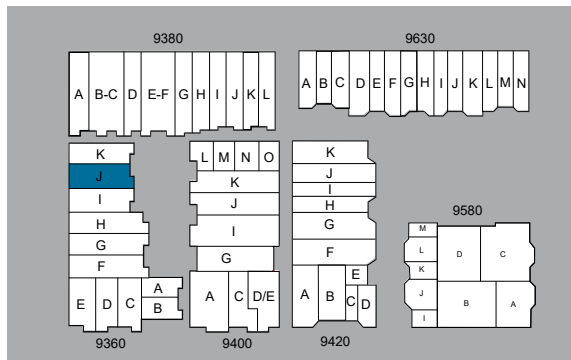 9380
A B-C D E-F G H I J K L
9630
A B C D E F G H I J K L M N
K
J
I
H
G
F
E D C
A
B
9360
L M N O
K
J
I
G
A C D/E
9400
K
J
I
H
G
F
E
A B C D
9420
9580
M
L
K
J
I
D C
B A